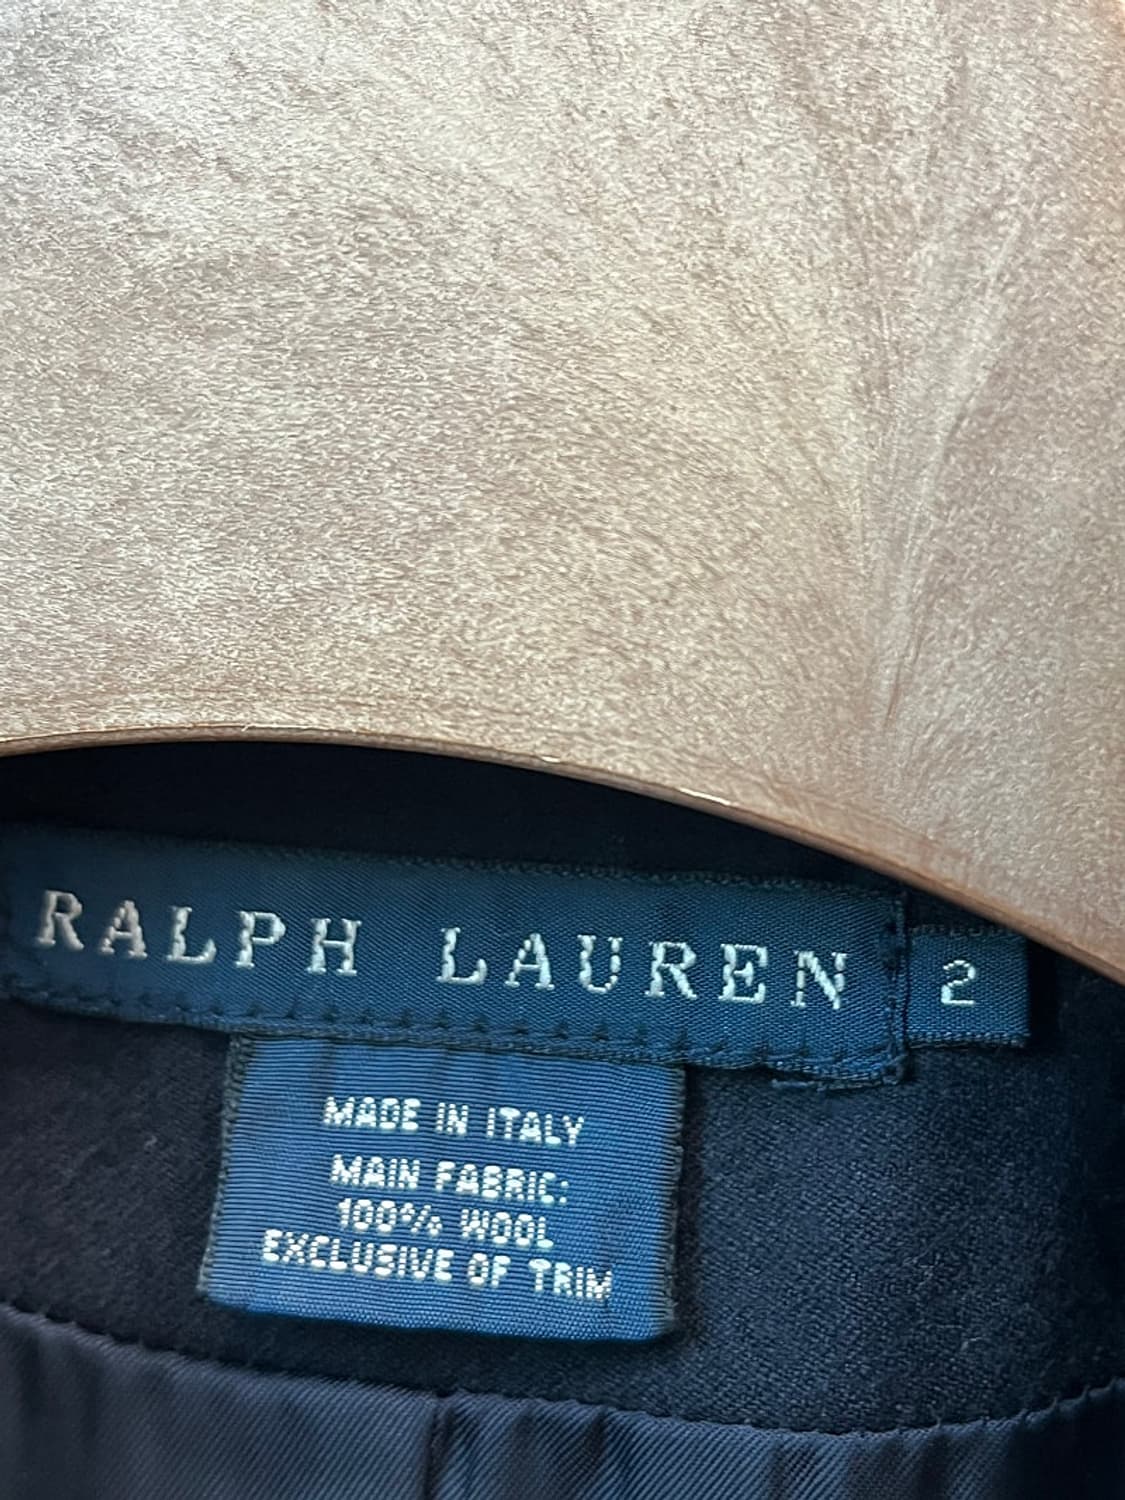 RALPH LAUREN 2
MADE IN ITALY
MAIN FABRIC:
100% WOOL
EXCLUSIVE OF TRIM